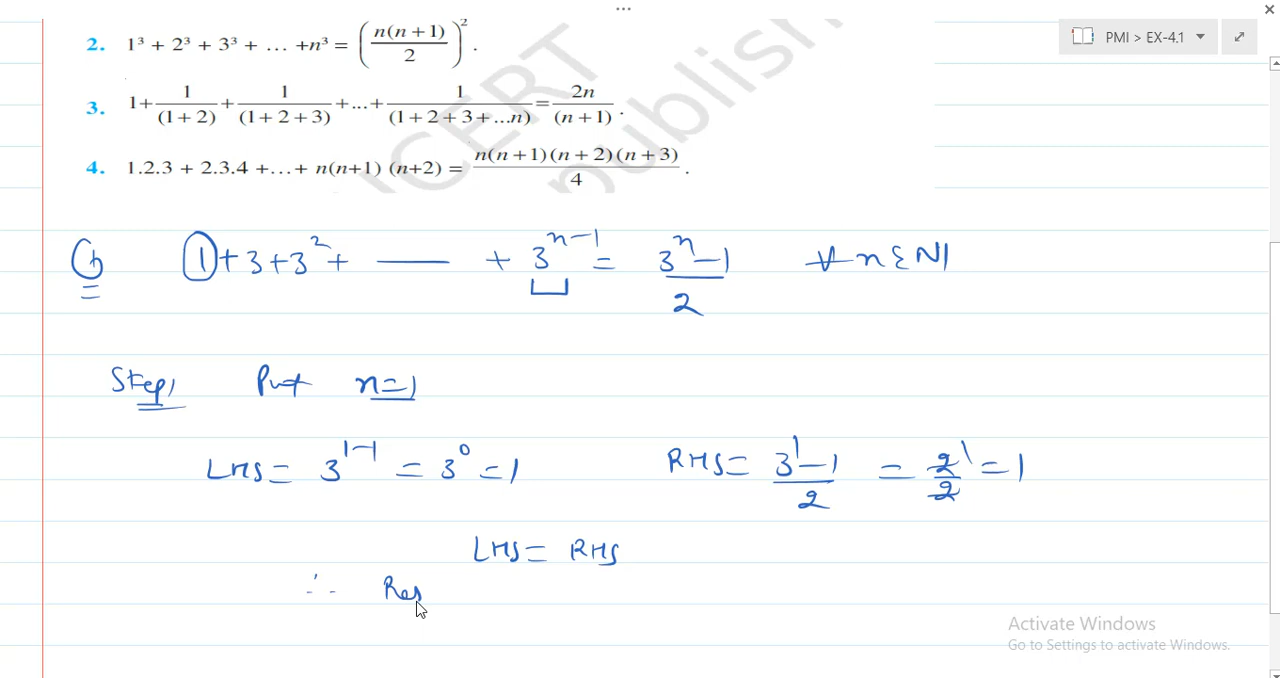 ...
PMI > EX-4.1
2. 1³ + 2³ + 3³ + … +n³ = (n(n+1)/2)².
3. 1+ 1/(1+2) + 1/(1+2+3) +...+ 1/(1+2+3+...n) = 2n/(n+1).
4. 1.2.3 + 2.3.4 +…+ n(n+1) (n+2) = n(n+1)(n+2)(n+3)/4.
1 + 3 + 3² + —— + 3ⁿ⁻¹ = (3ⁿ – 1)/2 ∀ n ε N
Step 1 Put n=1
LHS = 3¹⁻¹ = 3⁰ = 1 RHS = (3¹ – 1)/2 = 2/2 = 1
LHS = RHS
∴ Res
Activate Windows
Go to Settings to activate Windows.